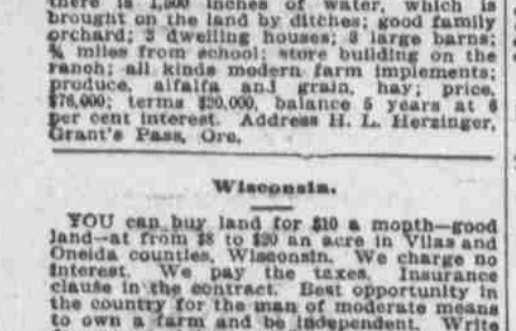 there is 1,500 inches of water, which is
brought on the land by ditches; good family
orchard; 3 dwelling houses; 3 large barns;
¾ miles from school; store building on the
ranch; all kinds modern farm implements;
produce, alfalfa and grain, hay; price,
$76,000; terms $20,000, balance 5 years at 6
per cent interest. Address H. L. Herzinger,
Grant's Pass, Ore.
Wisconsin.
YOU can buy land for $10 a month—good
land—at from $8 to $20 an acre in Vilas and
Oneida counties, Wisconsin. We charge no
interest. We pay the taxes. Insurance
clause in the contract. Best opportunity in
the country for the man of moderate means
to own a farm and be independent. Write